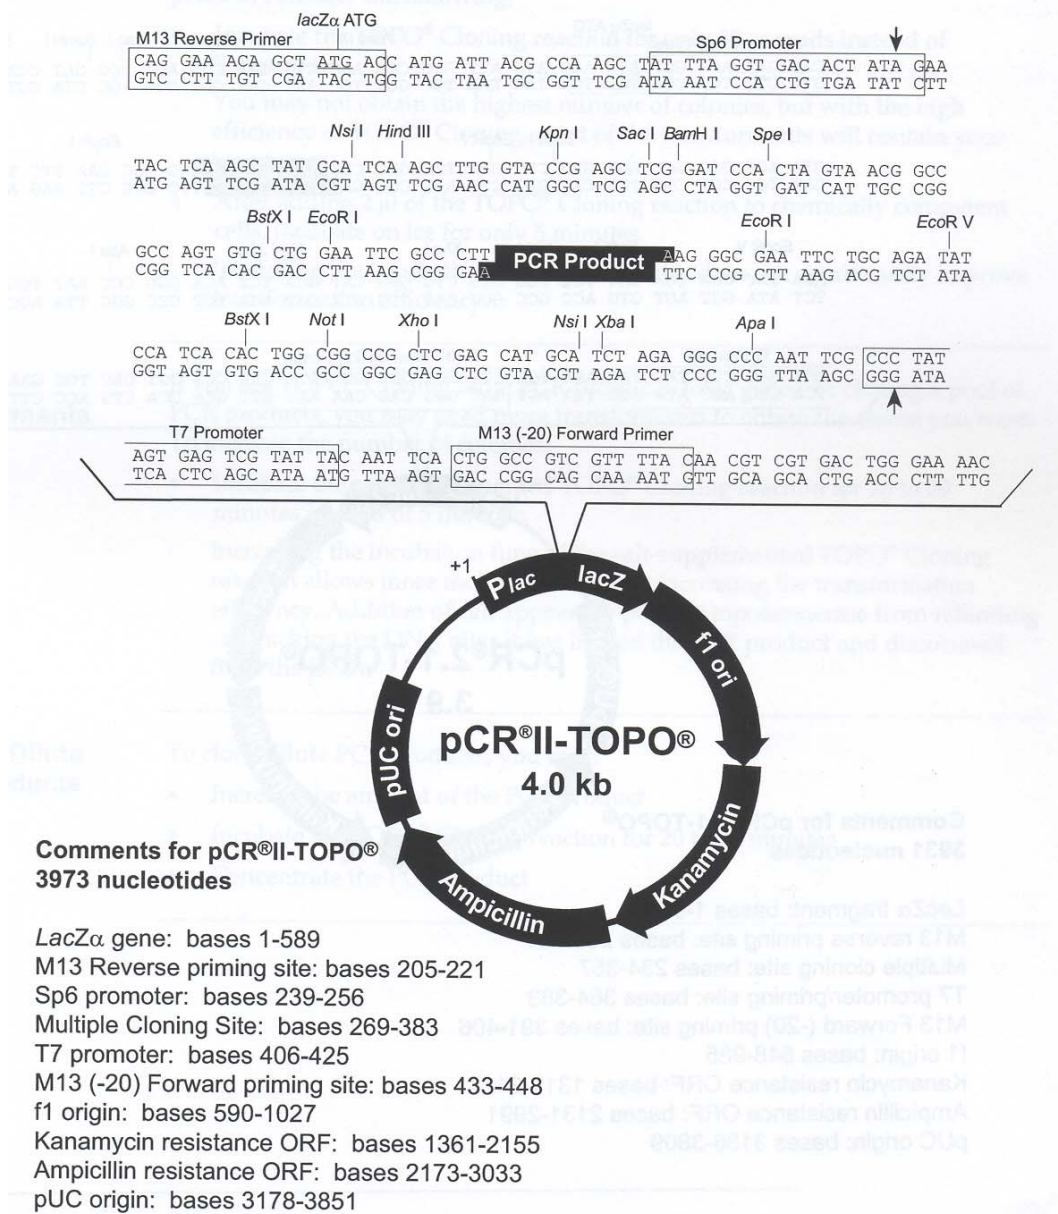 lacZα ATG
M13 Reverse Primer
Sp6 Promoter
CAG GAA ACA GCT ATG ACC ATG ATT ACG CCA AGC TAT TTA GGT GAC ACT ATA GAA
GTC CTT TGT CGA TAC TGG TAC TAA TGC GGT TCG ATA AAT CCA CTG TGA TAT CTT
Nsi I Hind III Kpn I Sac I BamH I Spe I
TAC TCA AGC TAT GCA TCA AGC TTG GTA CCG AGC TCG GAT CCA CTA GTA ACG GCC
ATG AGT TCG ATA CGT AGT TCG AAC CAT GGC TCG AGC CTA GGT GAT CAT TGC CGG
BstX I EcoR I EcoR I EcoR V
GCC AGT GTG CTG GAA TTC GCC CTT PCR Product AAG GGC GAA TTC TGC AGA TAT
CGG TCA CAC GAC CTT AAG CGG GAA TTC CCG CTT AAG ACG TCT ATA
BstX I Not I Xho I Nsi I Xba I Apa I
CCA TCA CAC TGG CGG CCG CTC GAG CAT GCA TCT AGA GGG CCC AAT TCG CCC TAT
GGT AGT GTG ACC GCC GGC GAG CTC GTA CGT AGA TCT CCC GGG TTA AGC GGG ATA
T7 Promoter M13 (-20) Forward Primer
AGT GAG TCG TAT TAC AAT TCA CTG GCC GTC GTT TTA CAA CGT CGT GAC TGG GAA AAC
TCA CTC AGC ATA ATG TTA AGT GAC CGG CAG CAA AAT GTT GCA GCA CTG ACC CTT TTG
+1
Plac lacZ
f1 ori
pUC ori
pCR®II-TOPO®
4.0 kb
Kanamycin
Ampicillin
Comments for pCR®II-TOPO®
3973 nucleotides
LacZα gene: bases 1-589
M13 Reverse priming site: bases 205-221
Sp6 promoter: bases 239-256
Multiple Cloning Site: bases 269-383
T7 promoter: bases 406-425
M13 (-20) Forward priming site: bases 433-448
f1 origin: bases 590-1027
Kanamycin resistance ORF: bases 1361-2155
Ampicillin resistance ORF: bases 2173-3033
pUC origin: bases 3178-3851